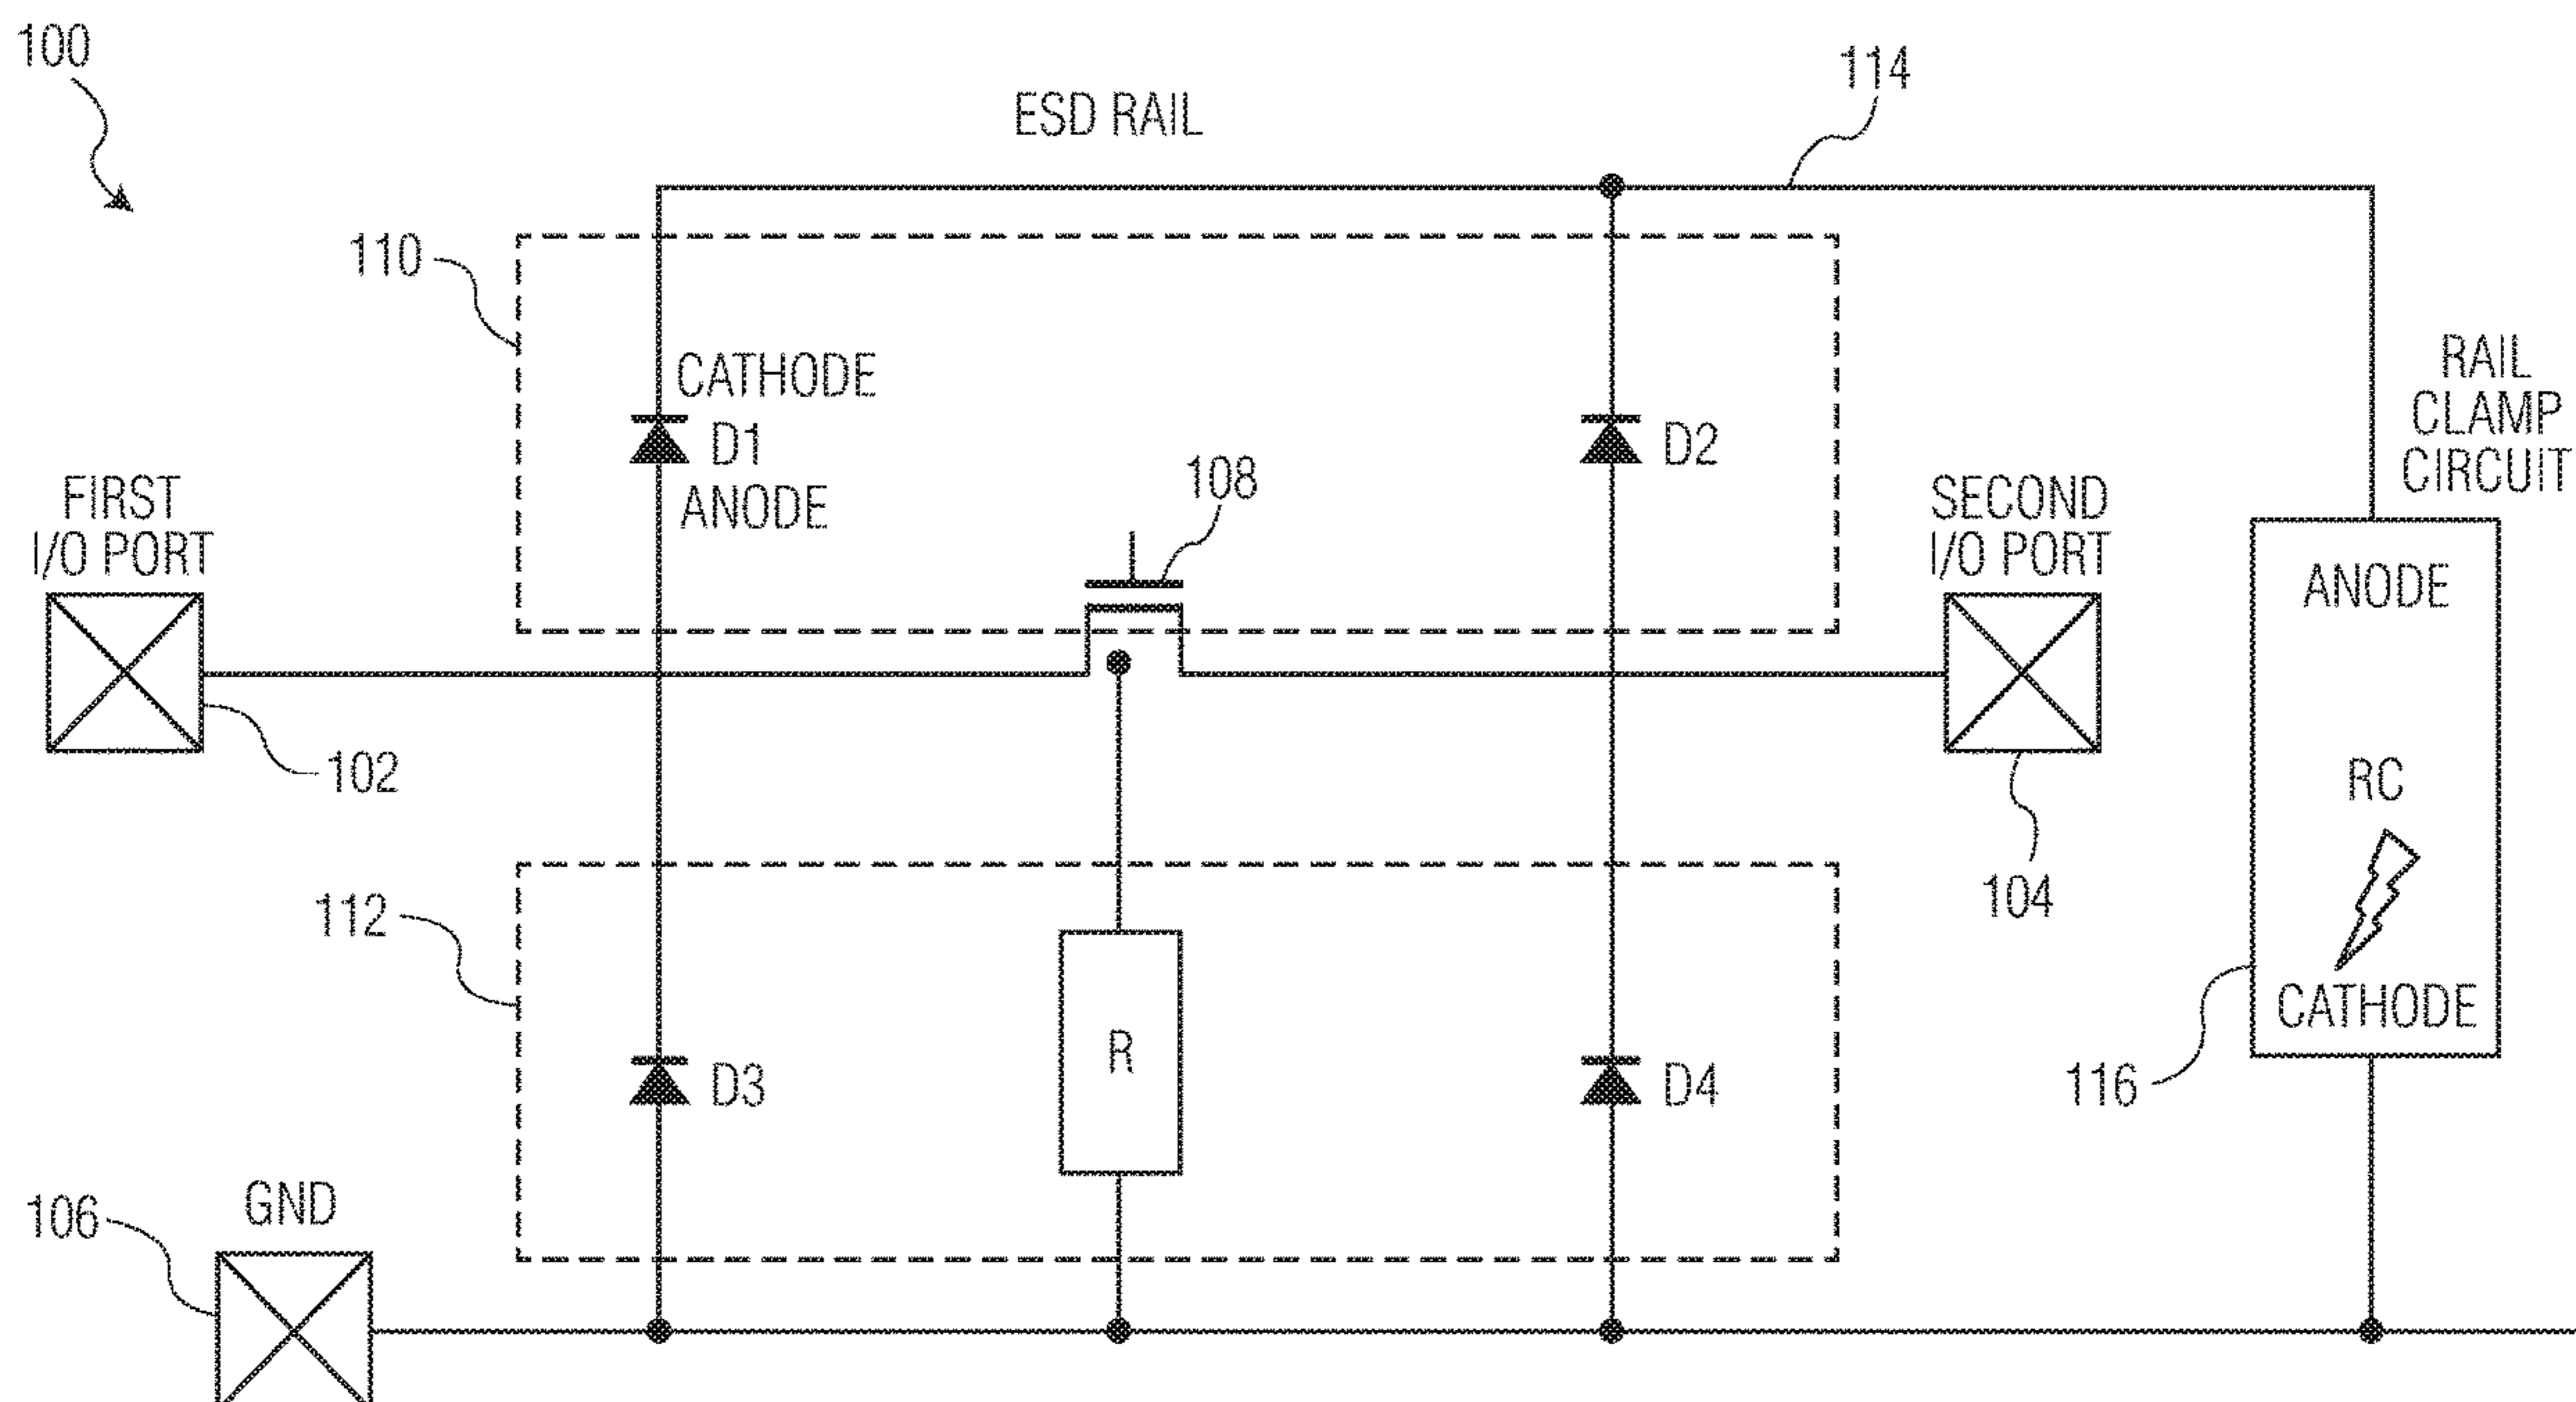 100
ESD RAIL
114
110
CATHODE
D1
ANODE
D2
108
RAIL
CLAMP
CIRCUIT
FIRST
I/O PORT
102
SECOND
I/O PORT
104
ANODE
RC
CATHODE
116
112
D3
R
D4
106
GND